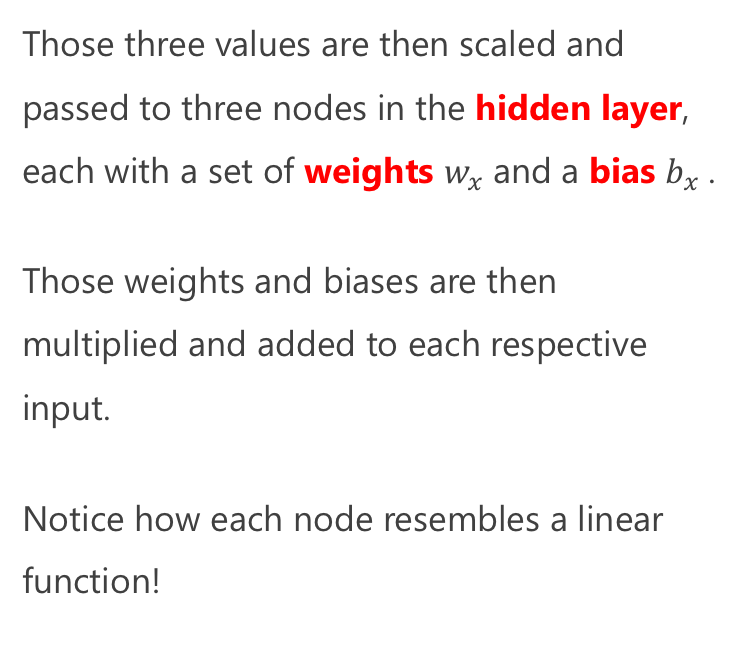 Those three values are then scaled and
passed to three nodes in the hidden layer,
each with a set of weights 𝑤ₓ and a bias 𝑏ₓ .
Those weights and biases are then
multiplied and added to each respective
input.
Notice how each node resembles a linear
function!